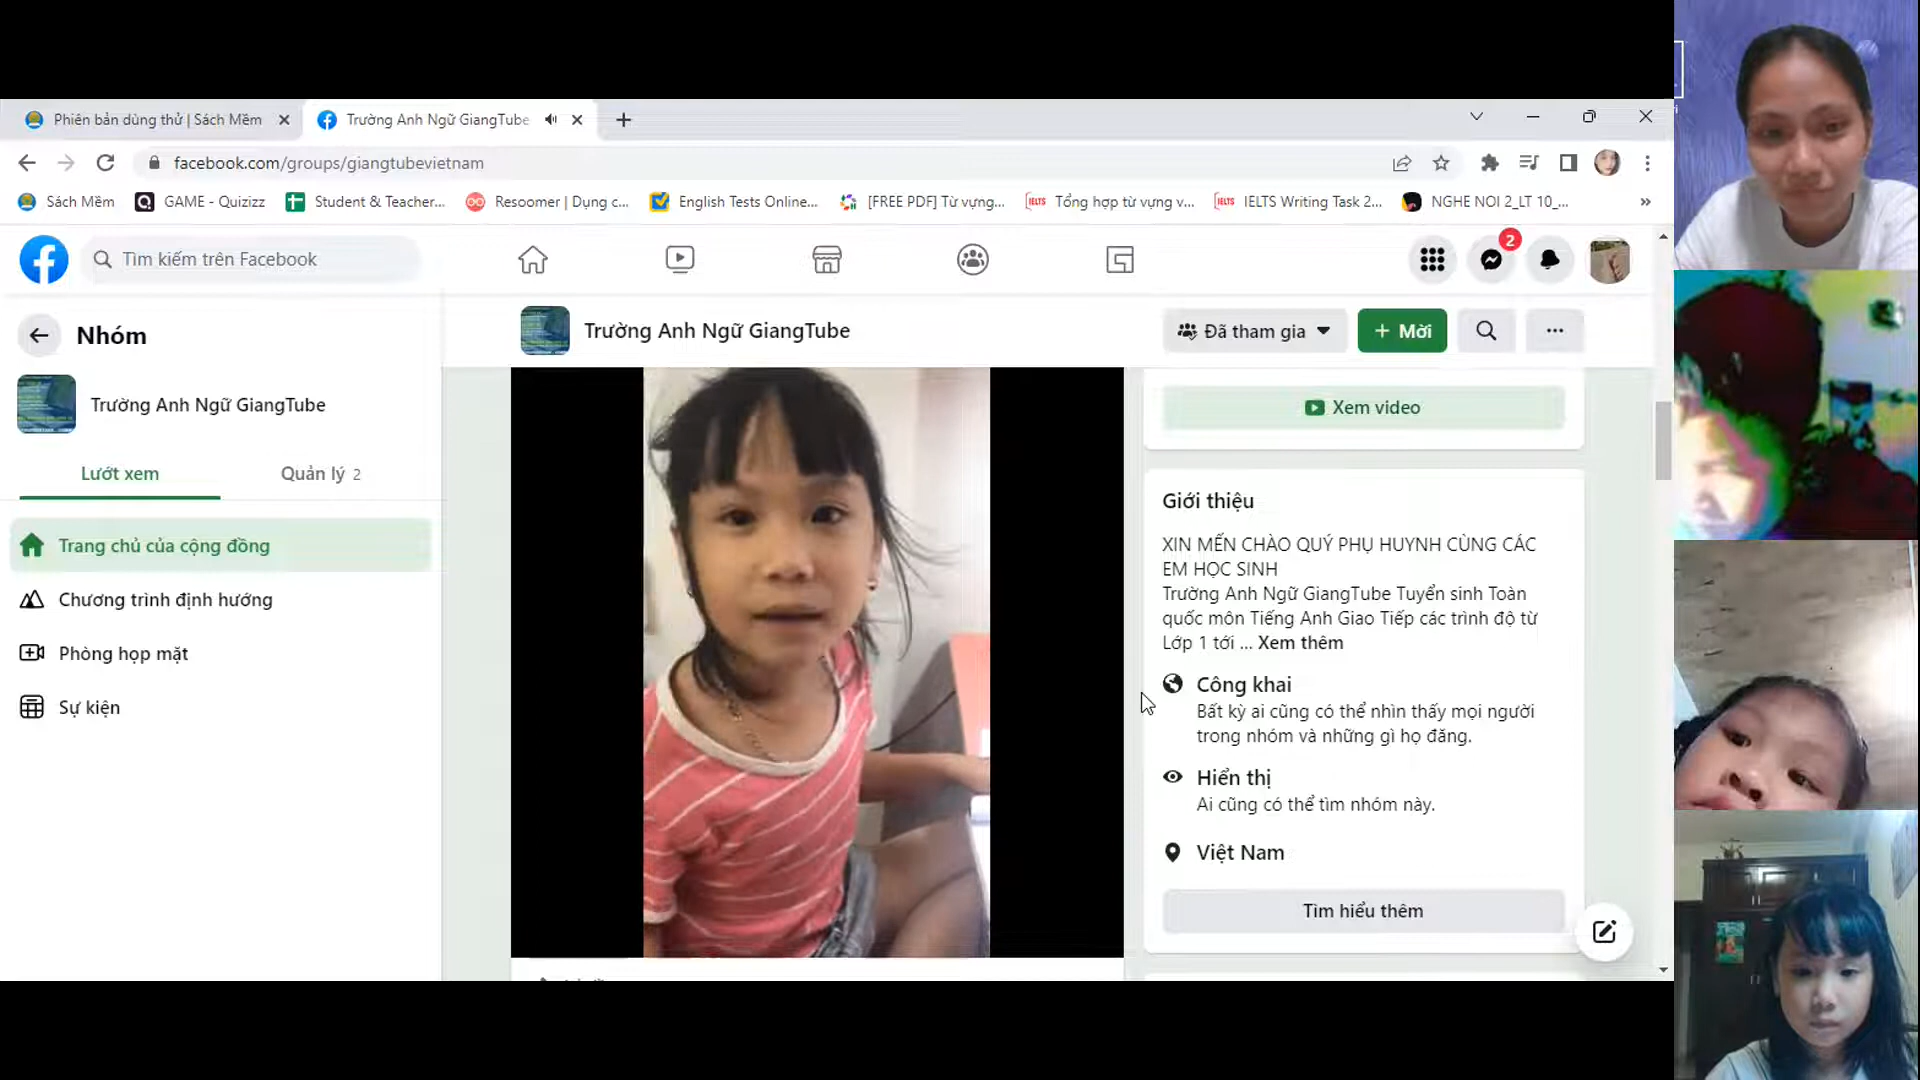 Phiên bản dùng thử | Sách Mềm
Trường Anh Ngữ GiangTube
facebook.com/groups/giangtubevietnam
Sách Mềm
GAME - Quizizz
Student & Teacher...
Resoomer | Dụng c...
English Tests Online...
[FREE PDF] Từ vựng...
IELTS Tổng hợp từ vựng v...
IELTS IELTS Writing Task 2...
NGHE NOI 2_LT 10_...
Tìm kiếm trên Facebook
2
Nhóm
Trường Anh Ngữ GiangTube
Lướt xem
Quản lý 2
Trang chủ của cộng đồng
Chương trình định hướng
Phòng họp mặt
Sự kiện
Trường Anh Ngữ GiangTube
Đã tham gia
+ Mời
Xem video
Giới thiệu
XIN MẾN CHÀO QUÝ PHỤ HUYNH CÙNG CÁC
EM HỌC SINH
Trường Anh Ngữ GiangTube Tuyển sinh Toàn
quốc môn Tiếng Anh Giao Tiếp các trình độ từ
Lớp 1 tới ... Xem thêm
Công khai
Bất kỳ ai cũng có thể nhìn thấy mọi người
trong nhóm và những gì họ đăng.
Hiển thị
Ai cũng có thể tìm nhóm này.
Việt Nam
Tìm hiểu thêm